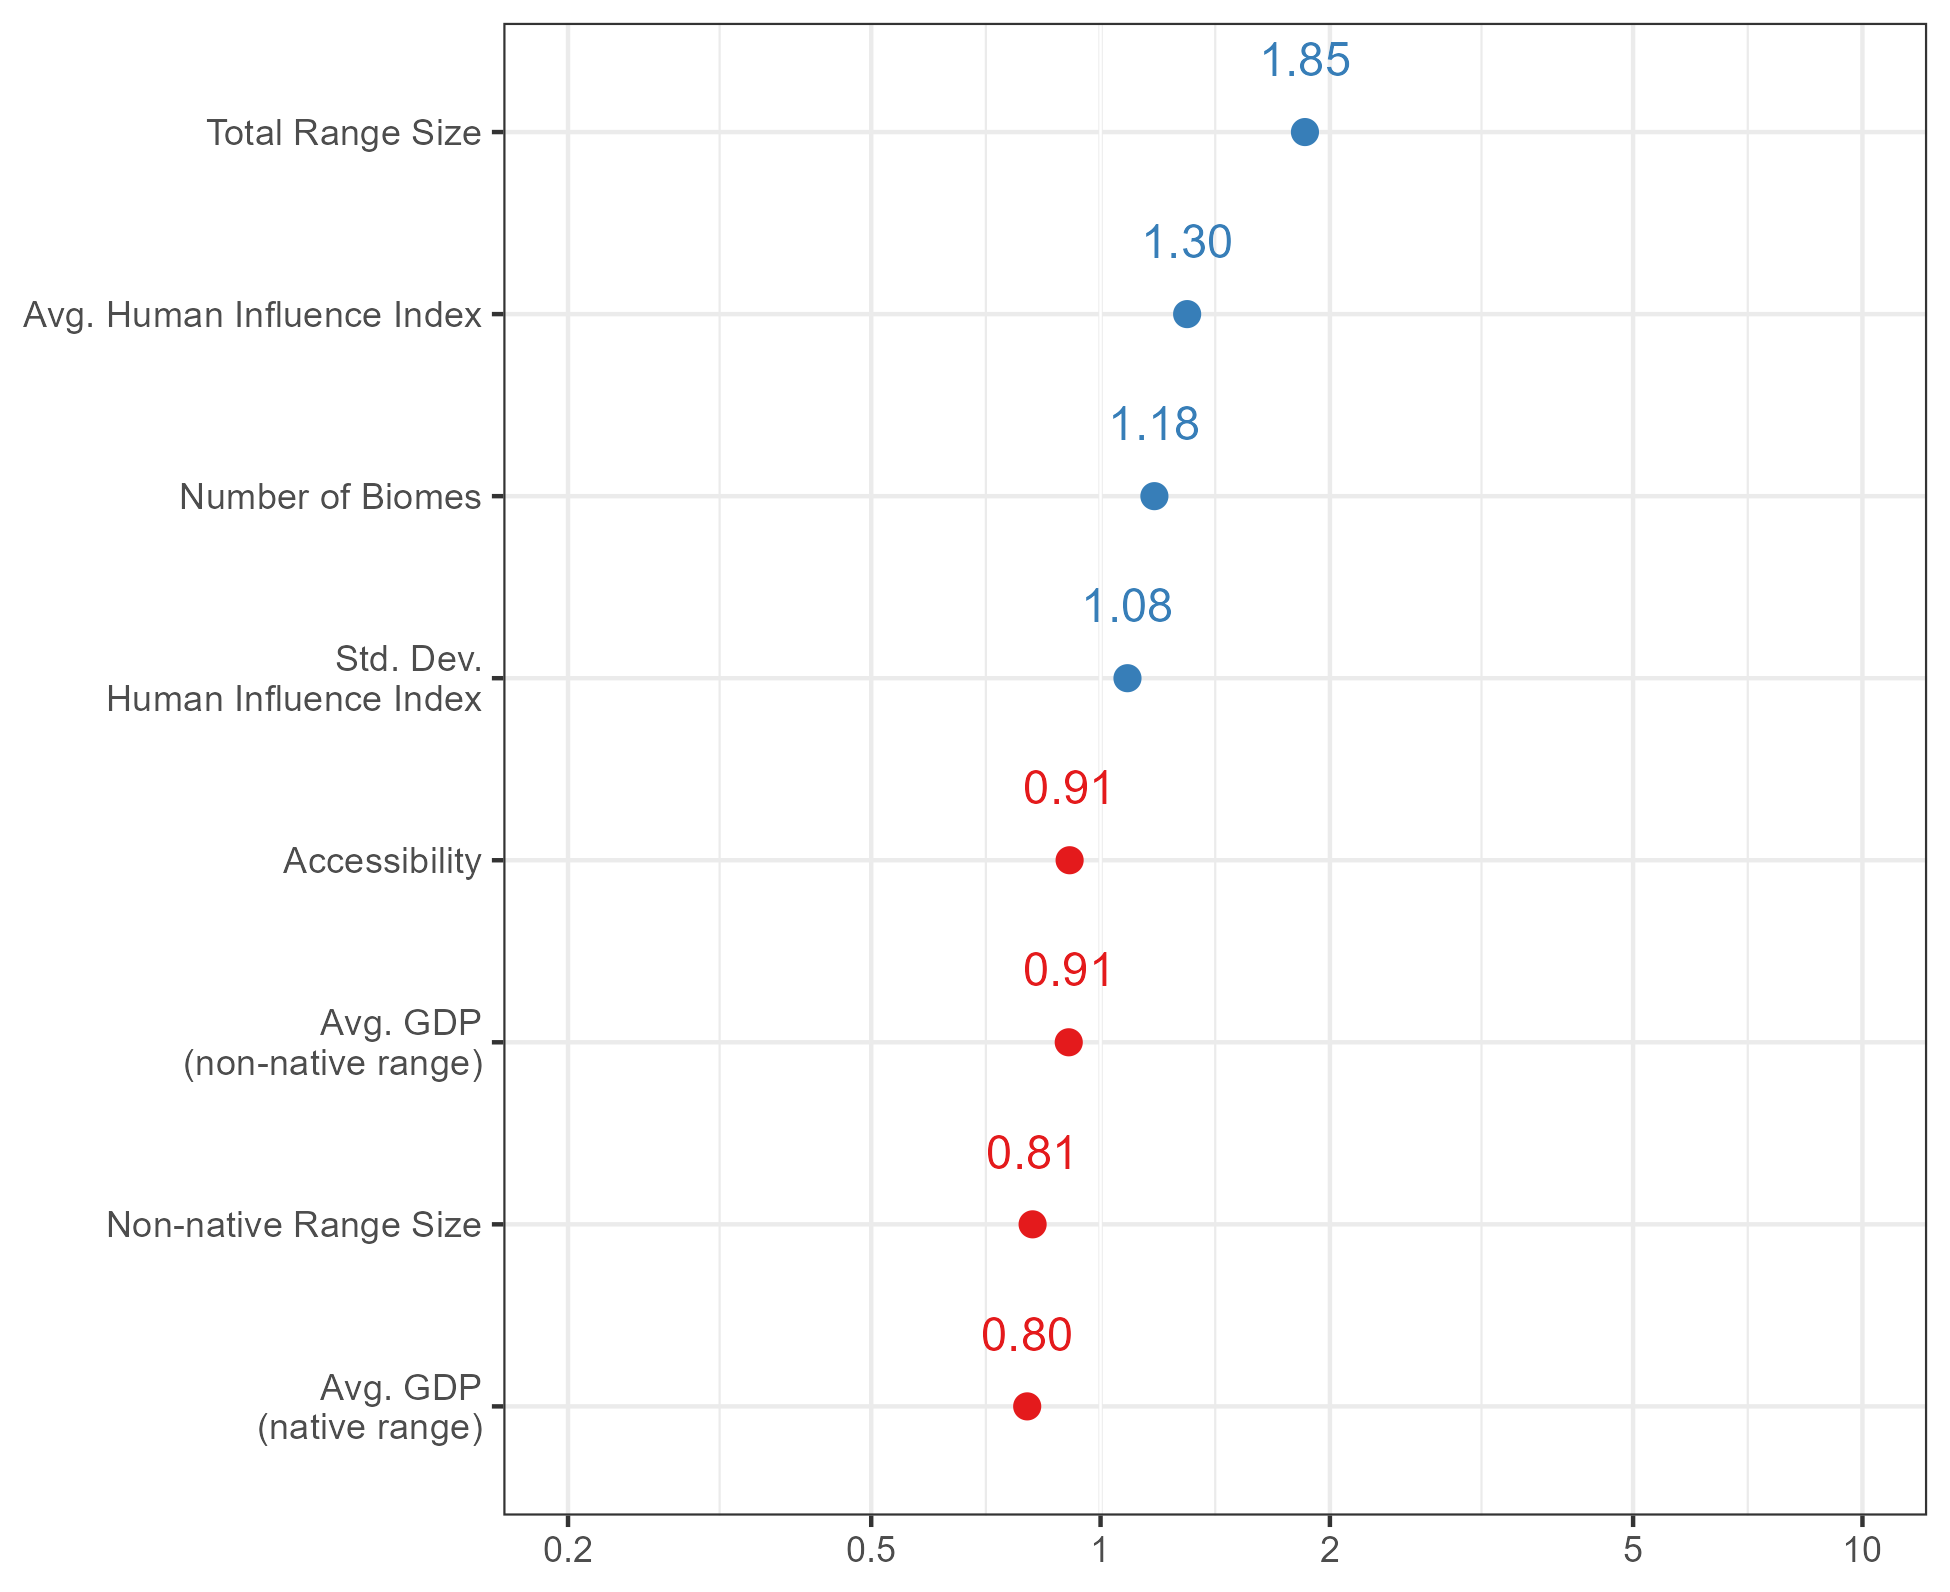 1.85
Total Range Size
1.30
Avg. Human Influence Index
1.18
Number of Biomes
1.08
Std. Dev.
Human Influence Index
0.91
Accessibility
0.91
Avg. GDP
(non-native range)
0.81
Non-native Range Size
0.80
Avg. GDP
(native range)
0.2 0.5 1 2 5 10